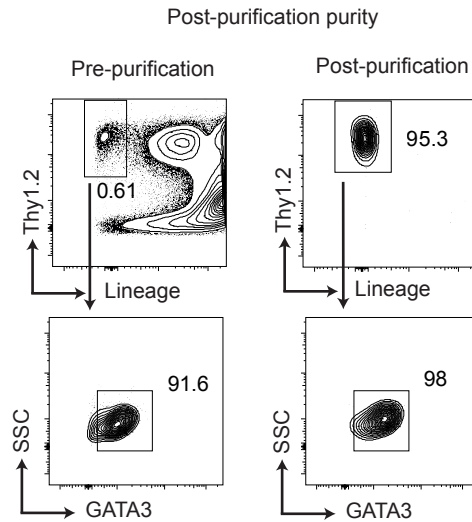 Post-purification purity
Pre-purification
Post-purification
Thy1.2
0.61
Lineage
Thy1.2
95.3
Lineage
SSC
91.6
GATA3
SSC
98
GATA3